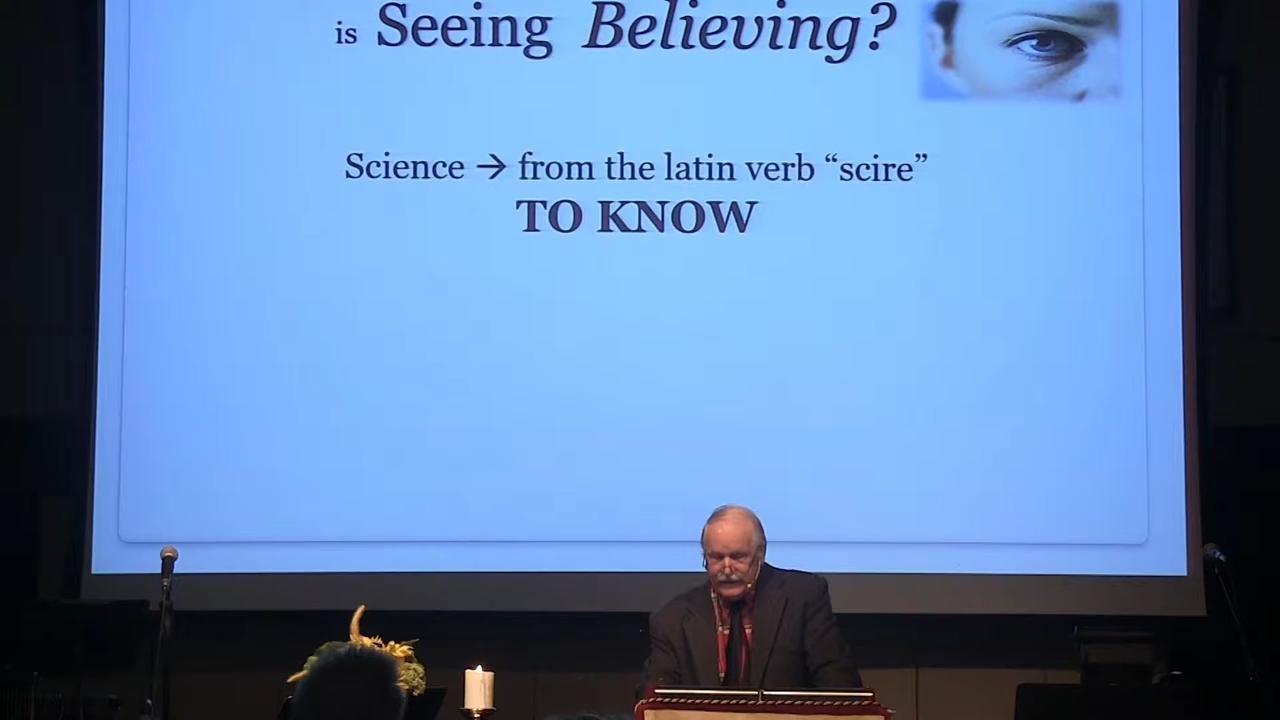 is Seeing Believing?
Science → from the latin verb “scire”
TO KNOW